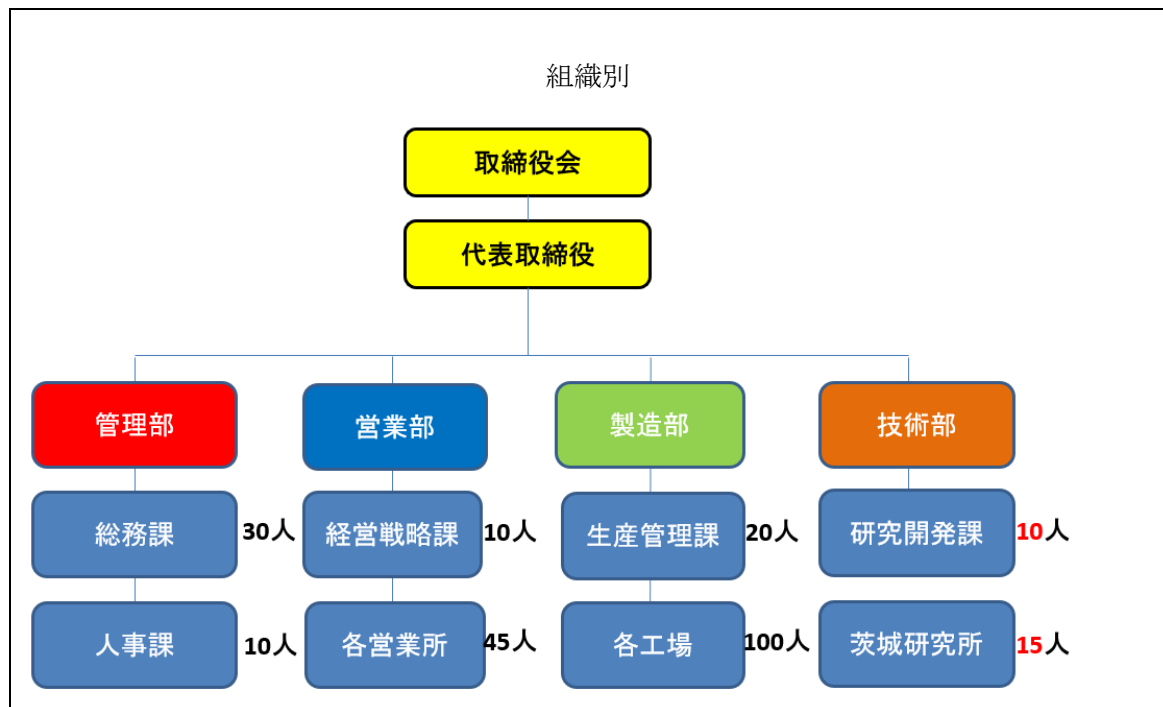 組織別
取締役会
代表取締役
管理部
営業部
製造部
技術部
総務課
30人
経営戦略課
10人
生産管理課
20人
研究開発課
10人
人事課
10人
各営業所
45人
各工場
100人
茨城研究所
15人